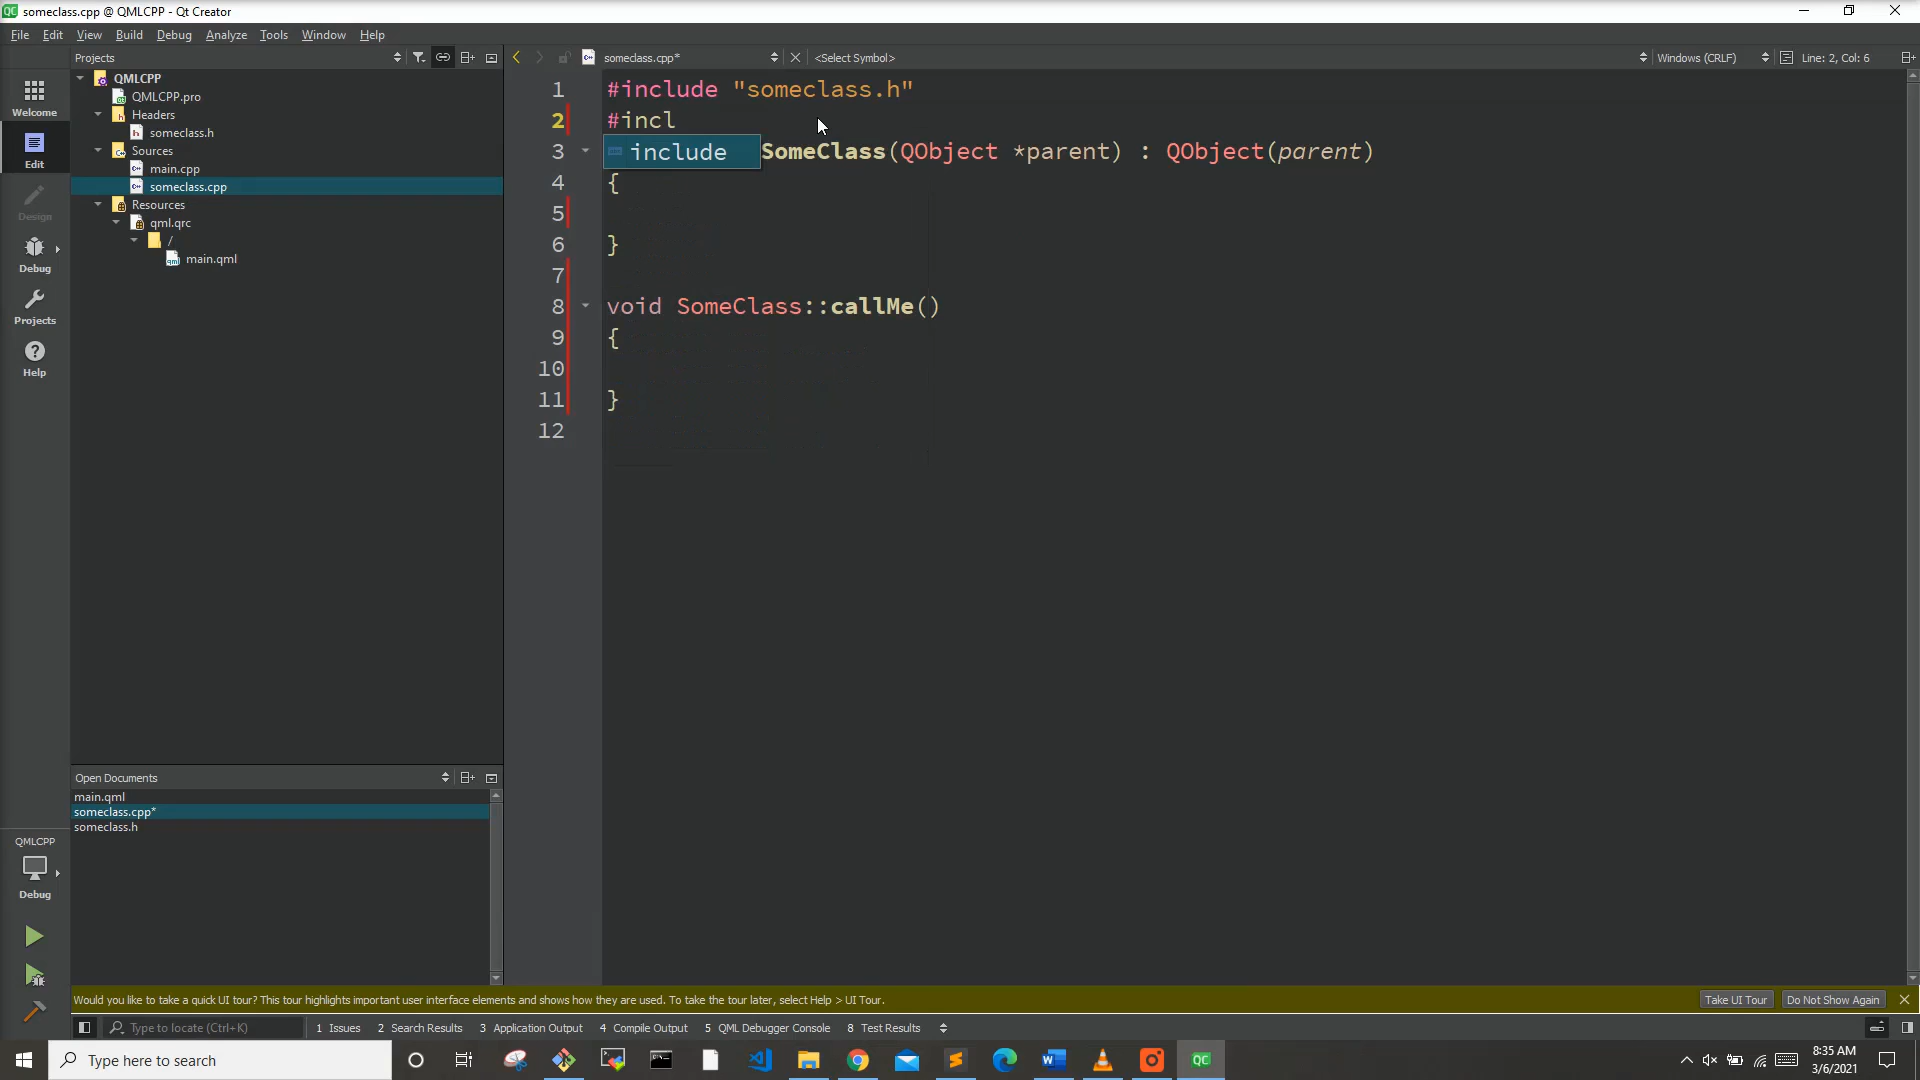 someclass.cpp @ QMLCPP - Qt Creator
File Edit View Build Debug Analyze Tools Window Help
Projects
someclass.cpp*
<Select Symbol>
Windows (CRLF)
Line: 2, Col: 6
Welcome
Edit
Design
Debug
Projects
Help
QMLCPP
QMLCPP.pro
Headers
someclass.h
Sources
main.cpp
someclass.cpp
Resources
qml.qrc
/
main.qml
1 #include "someclass.h"
2 #incl
include
3 SomeClass(QObject *parent) : QObject(parent)
4 {
5
6 }
7
8 void SomeClass::callMe()
9 {
10
11 }
12
Open Documents
main.qml
someclass.cpp*
someclass.h
QMLCPP
Debug
Would you like to take a quick UI tour? This tour highlights important user interface elements and shows how they are used. To take the tour later, select Help > UI Tour.
Take UI Tour
Do Not Show Again
Type to locate (Ctrl+K)
1 Issues
2 Search Results
3 Application Output
4 Compile Output
5 QML Debugger Console
8 Test Results
Type here to search
QC
8:35 AM
3/6/2021